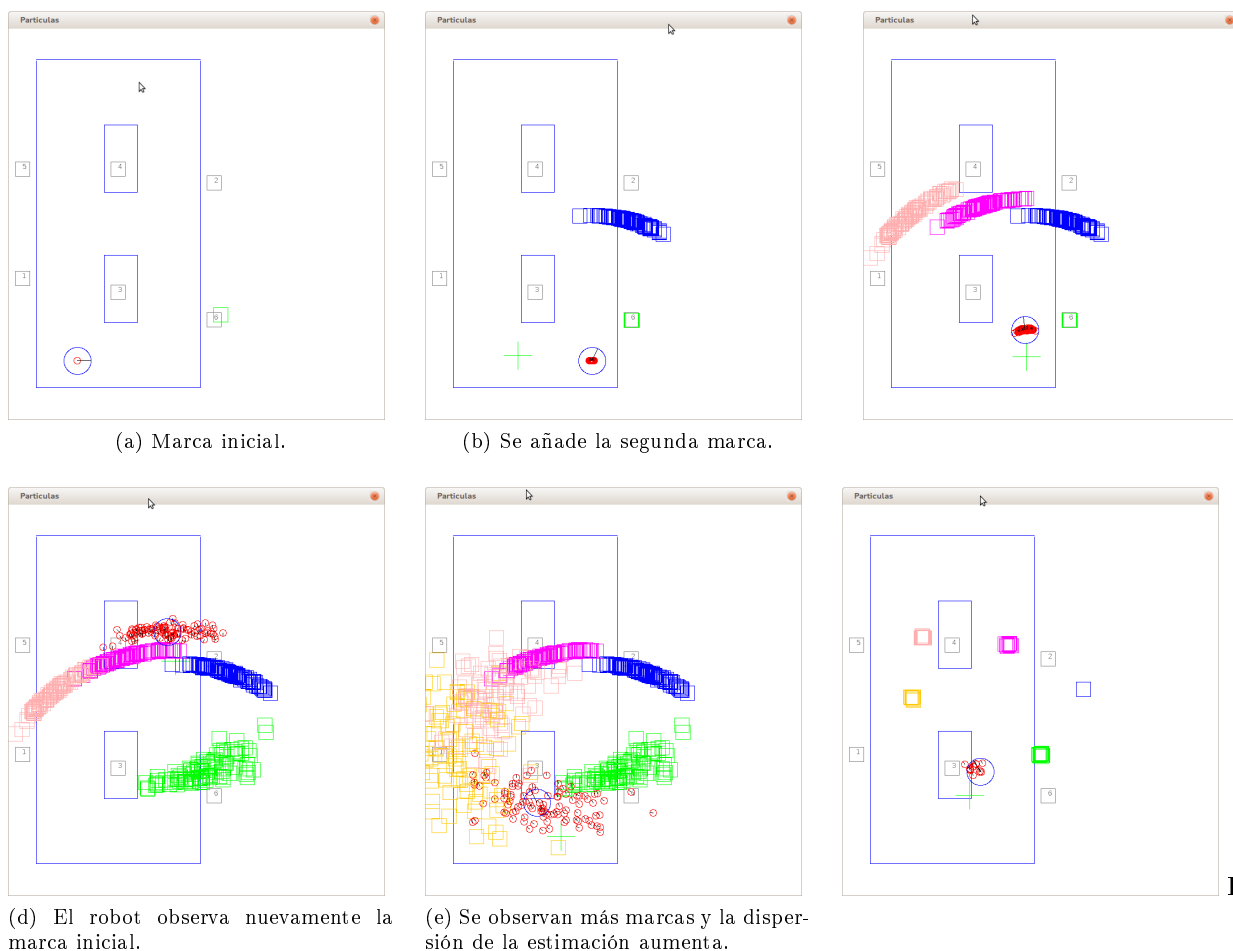 Particulas
Particulas
Particulas
5
4
2
1
3
6
5
4
2
1
3
6
5
4
2
1
3
6
(a) Marca inicial.
(b) Se añade la segunda marca.
Particulas
Particulas
Particulas
5
2
1
3
6
5
4
2
3
5
4
2
1
3
6
(d) El robot observa nuevamente la
marca inicial.
(e) Se observan más marcas y la disper-
sión de la estimación aumenta.